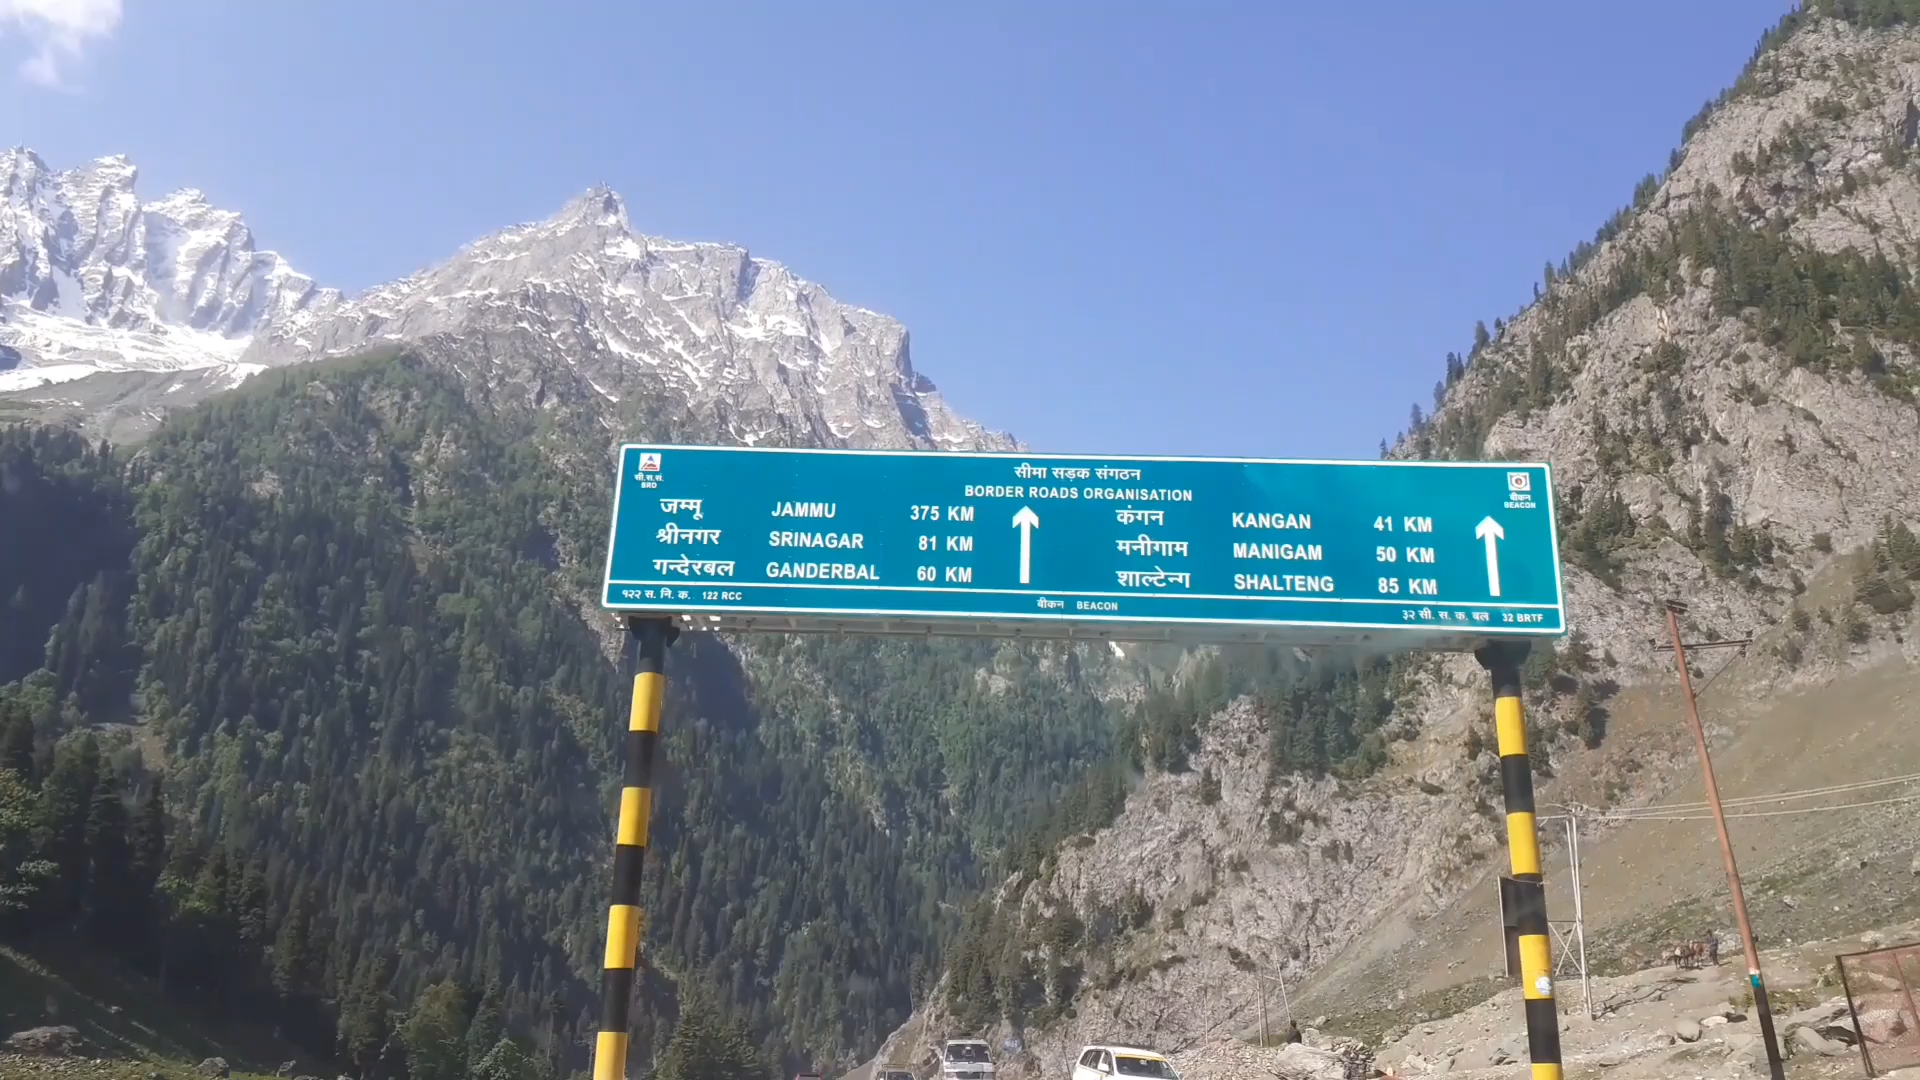 सी.स.सं.
BRO
सीमा सड़क संगठन
BORDER ROADS ORGANISATION
बीकन
BEACON
जम्मू JAMMU 375 KM
श्रीनगर SRINAGAR 81 KM
गन्देरबल GANDERBAL 60 KM
कंगन KANGAN 41 KM
मनीगाम MANIGAM 50 KM
शाल्टेन्ग SHALTENG 85 KM
१२२ स. नि. क. 122 RCC
बीकन BEACON
३२ सी. स. क. बल 32 BRTF